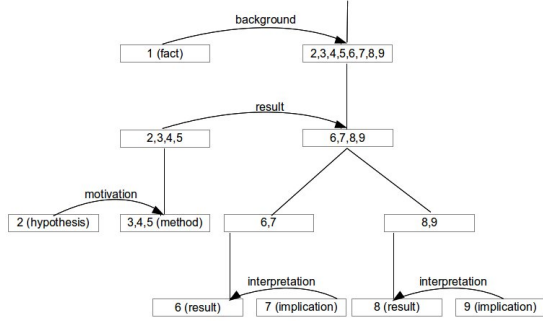 background
1 (fact)
2,3,4,5,6,7,8,9
result
2,3,4,5
6,7,8,9
motivation
2 (hypothesis)
3,4,5 (method)
6,7
8,9
interpretation
interpretation
6 (result)
7 (implication)
8 (result)
9 (implication)